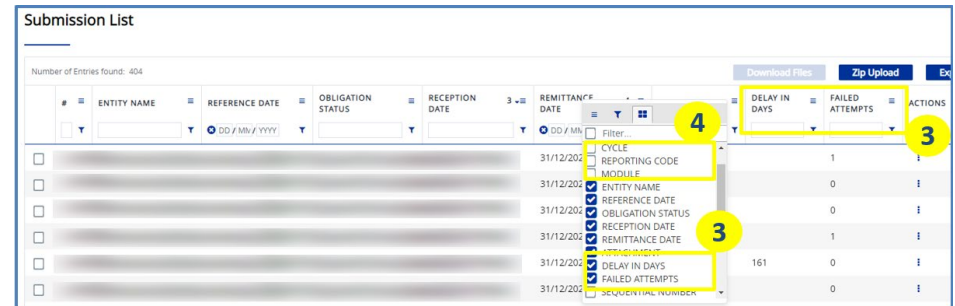 Submission List
Number of Entries found: 404
Download Files
Zip Upload
#
ENTITY NAME
REFERENCE DATE
OBLIGATION STATUS
RECEPTION DATE
3
REMITTANCE DATE
DELAY IN DAYS
FAILED ATTEMPTS
ACTIONS
DD / MM / YYYY
DD / MM
4
3
Filter...
CYCLE
REPORTING CODE
MODULE
ENTITY NAME
REFERENCE DATE
OBLIGATION STATUS
RECEPTION DATE
REMITTANCE DATE
ATTACHMENT
DELAY IN DAYS
FAILED ATTEMPTS
SEQUENTIAL NUMBER
3
31/12/202 1
31/12/202 0
31/12/202 0
31/12/202 1
31/12/202 161 0
31/12/202 0